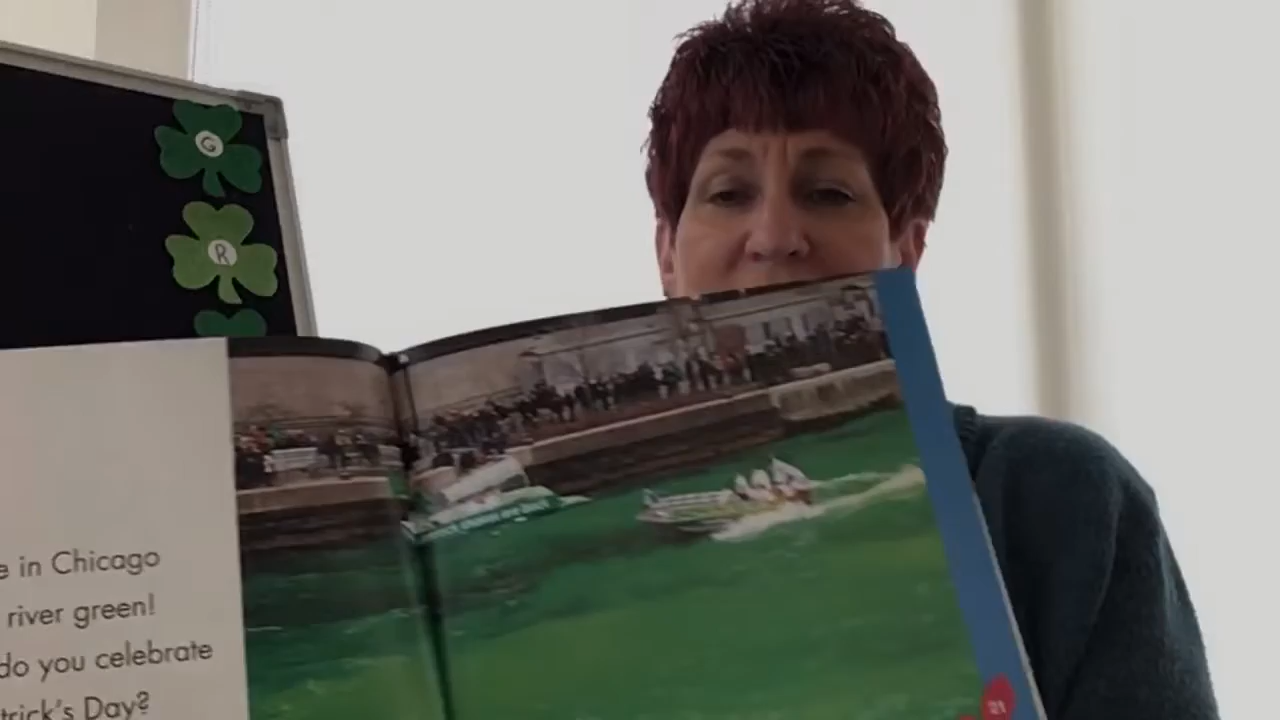 G
R
e in Chicago
river green!
do you celebrate
trick's Day?
21